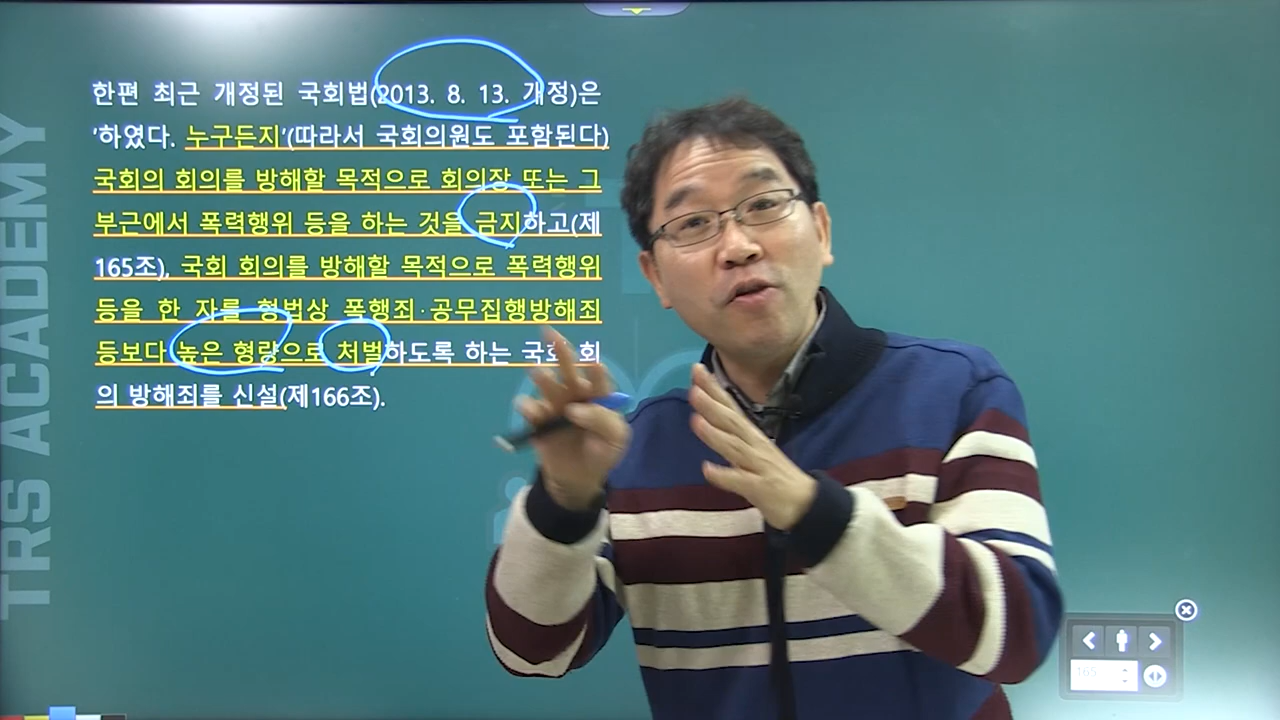 한편 최근 개정된 국회법(2013. 8. 13. 개정)은
'하였다. 누구든지'(따라서 국회의원도 포함된다)
국회의 회의를 방해할 목적으로 회의장 또는 그
부근에서 폭력행위 등을 하는 것을 금지하고(제
165조), 국회 회의를 방해할 목적으로 폭력행위
등을 한 자를 형법상 폭행죄·공무집행방해죄
등보다 높은 형량으로 처벌하도록 하는 국회 회
의 방해죄를 신설(제166조).
TRS ACADEMY
165